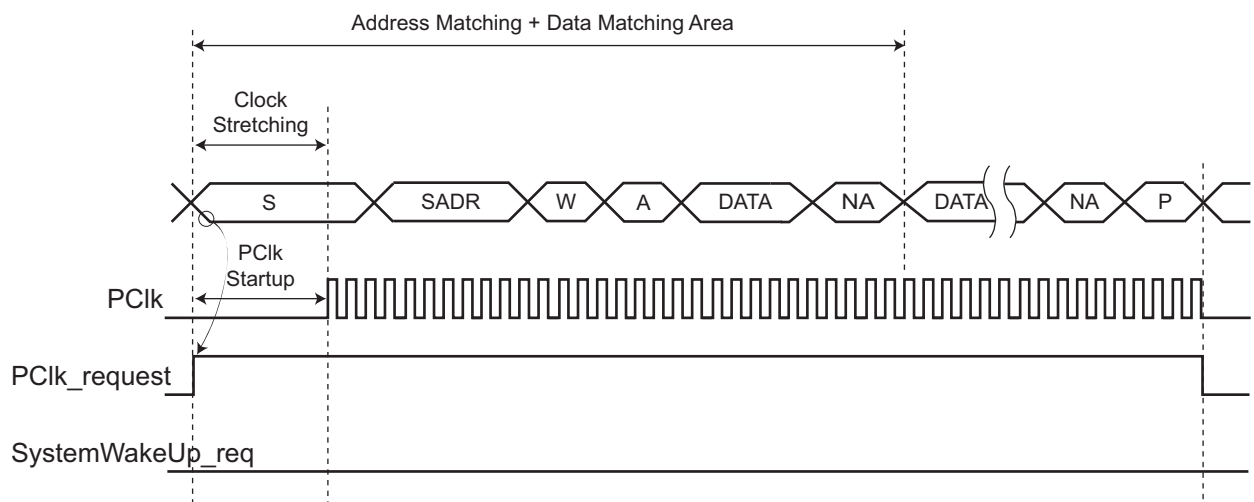 Address Matching + Data Matching Area
Clock
Stretching
S SADR W A DATA NA DATA NA P
PClk
Startup
PClk
PClk_request
SystemWakeUp_req